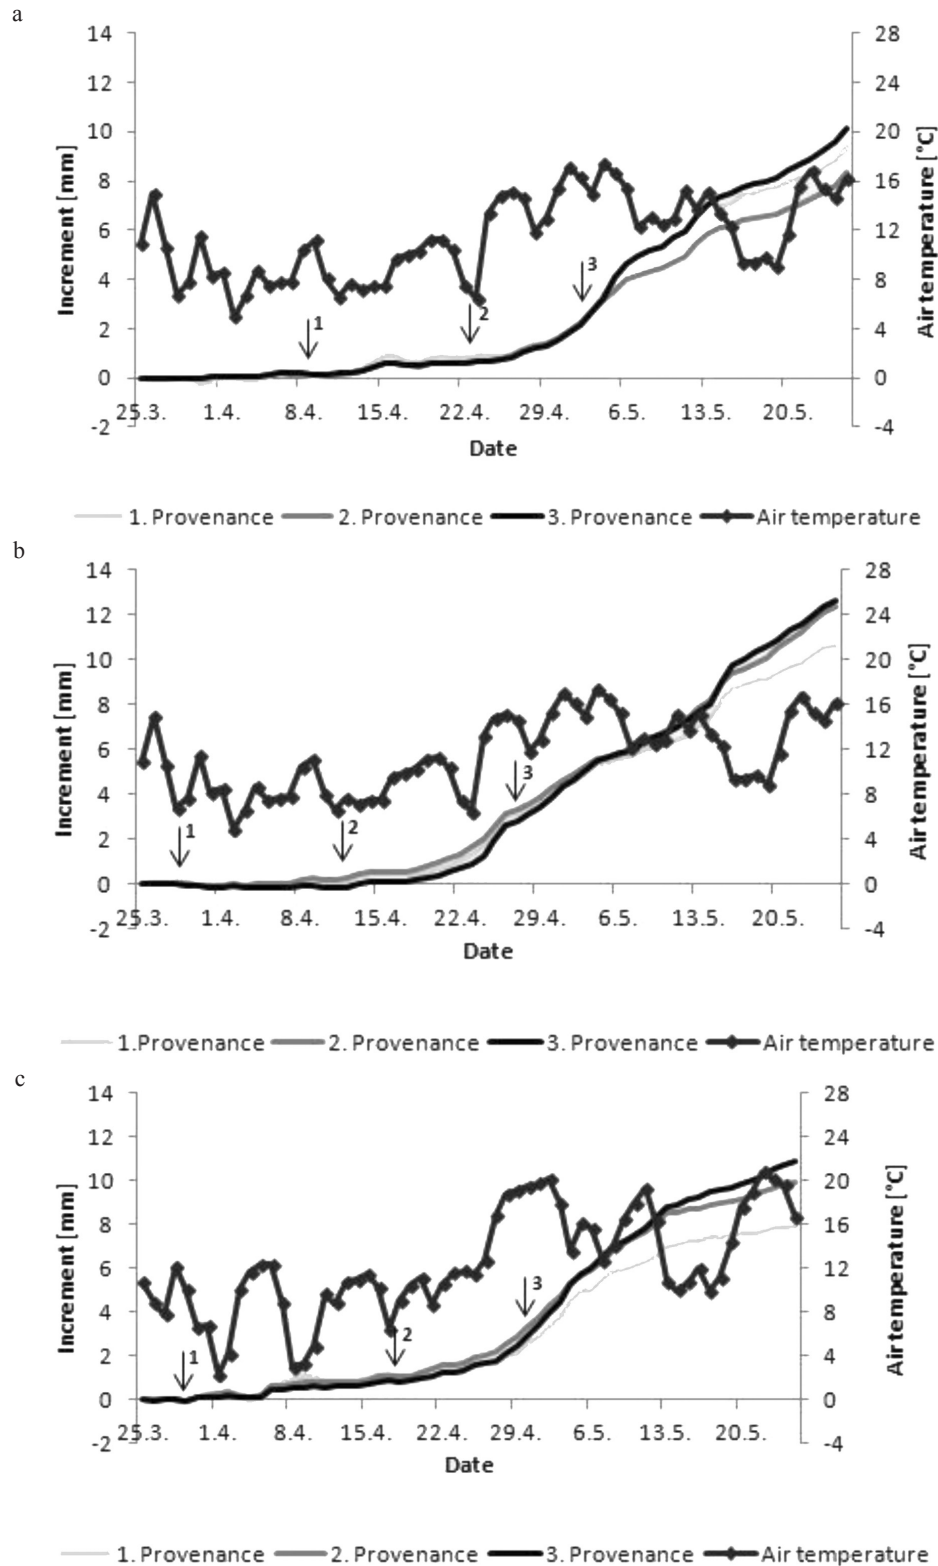 a
14 28
12 24
10 20
8 16
6 12
4 8
2 4
0 0
-2 -4
Increment [mm]
Air temperature [°C]
1
2
3
25.3. 1.4. 8.4. 15.4. 22.4. 29.4. 6.5. 13.5. 20.5.
Date
1. Provenance 2. Provenance 3. Provenance Air temperature
b
14 28
12 24
10 20
8 16
6 12
4 8
2 4
0 0
-2 -4
Increment [mm]
Air temperature [°C]
1
2
3
25.3. 1.4. 8.4. 15.4. 22.4. 29.4. 6.5. 13.5. 20.5.
Date
1.Provenance 2. Provenance 3. Provenance Air temperature
c
14 28
12 24
10 20
8 16
6 12
4 8
2 4
0 0
-2 -4
Increment [mm]
Air temperature [°C]
1
2
3
25.3. 1.4. 8.4. 15.4. 22.4. 29.4. 6.5. 13.5. 20.5.
Date
1. Provenance 2. Provenance 3. Provenance Air temperature